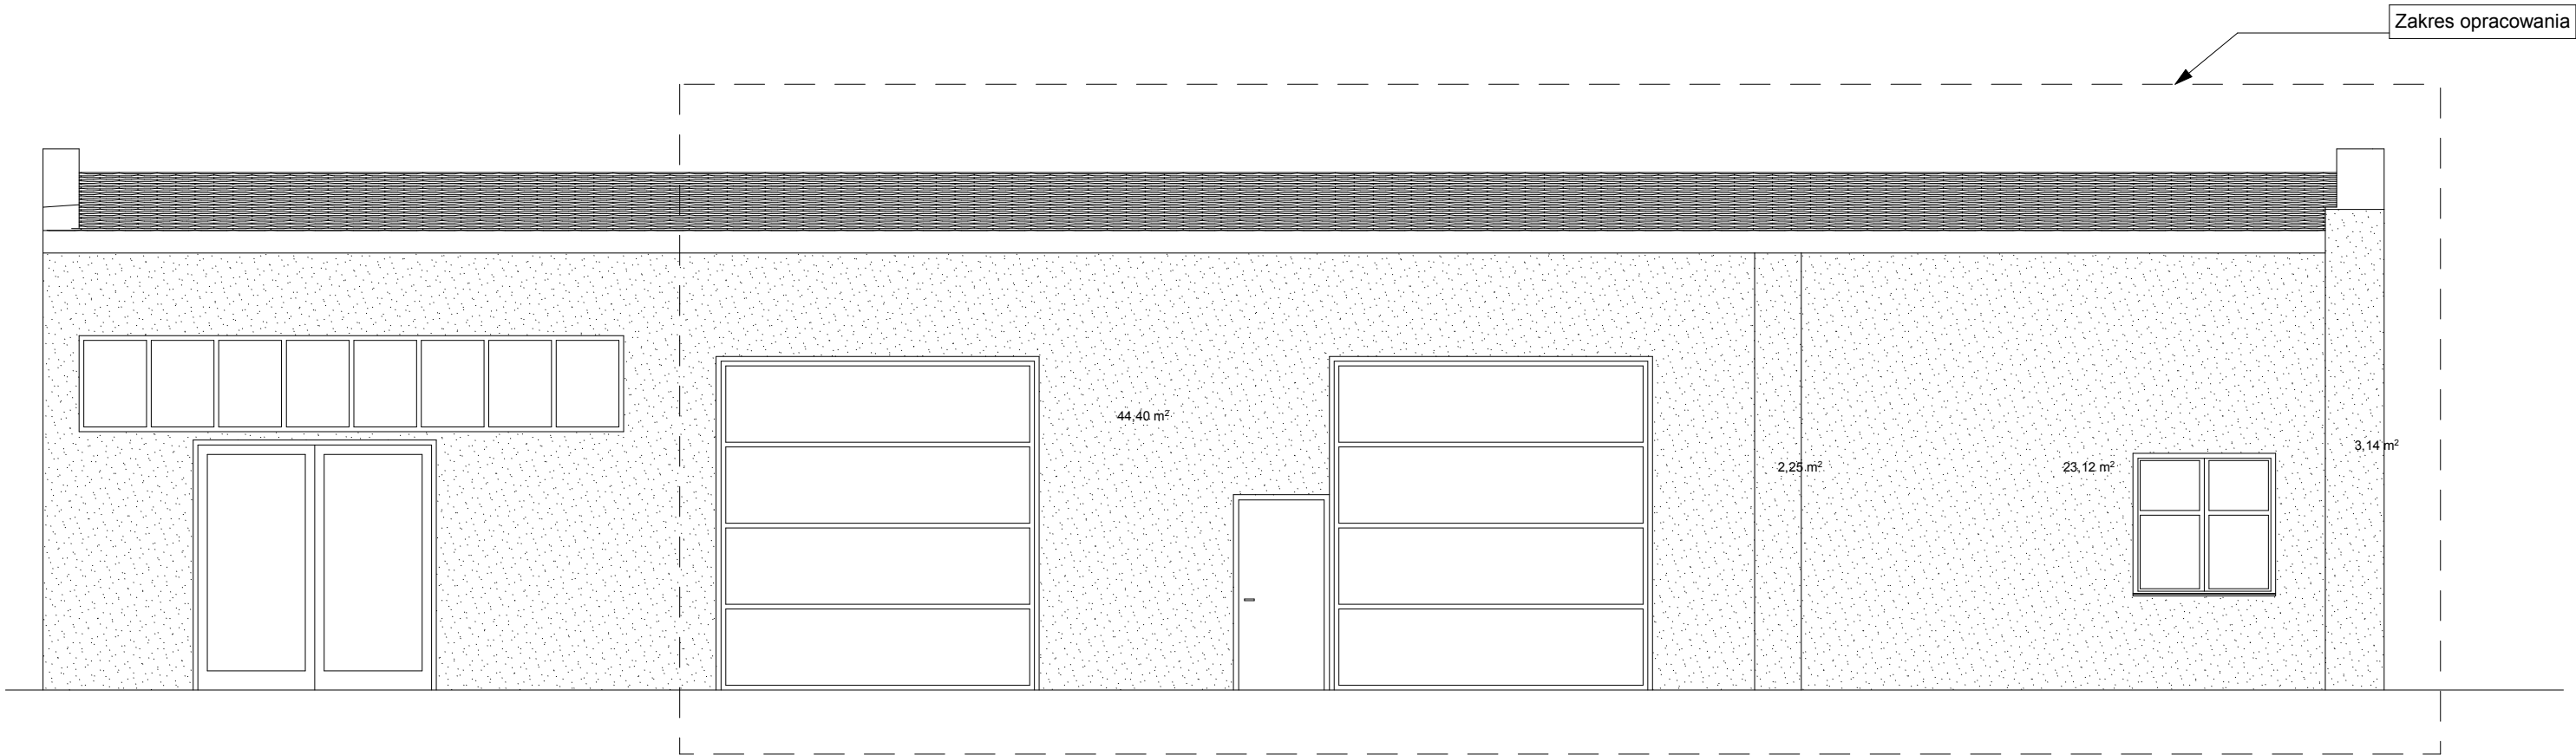 Zakres opracowania
44,40 m²
3,14 m²
2,25 m²
23,12 m²